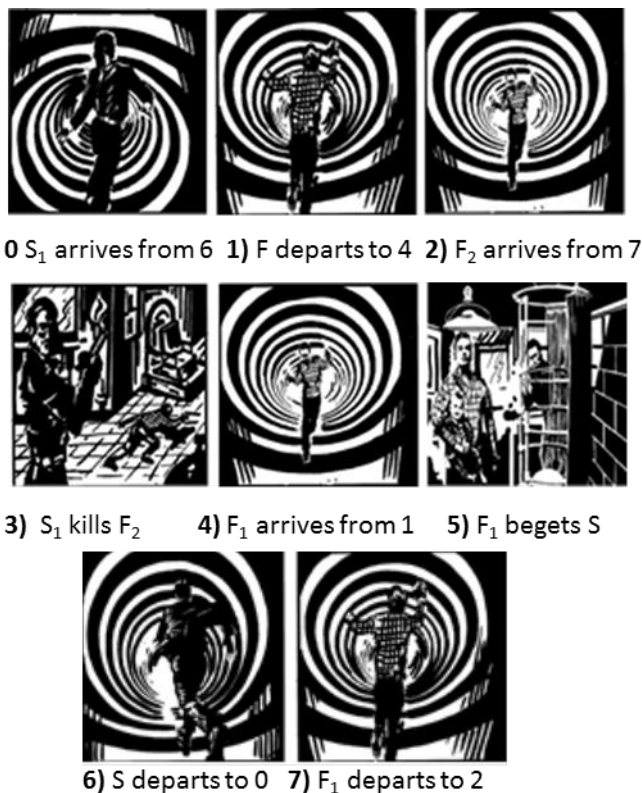 0 S₁ arrives from 6 1) F departs to 4 2) F₂ arrives from 7
3) S₁ kills F₂ 4) F₁ arrives from 1 5) F₁ begets S
6) S departs to 0 7) F₁ departs to 2